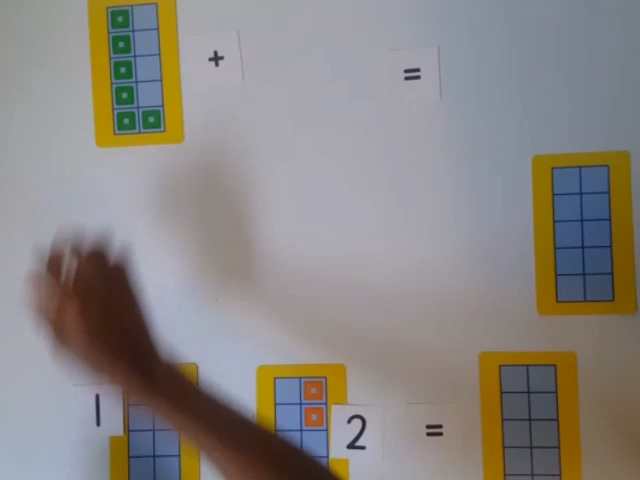 + =
1 2 =